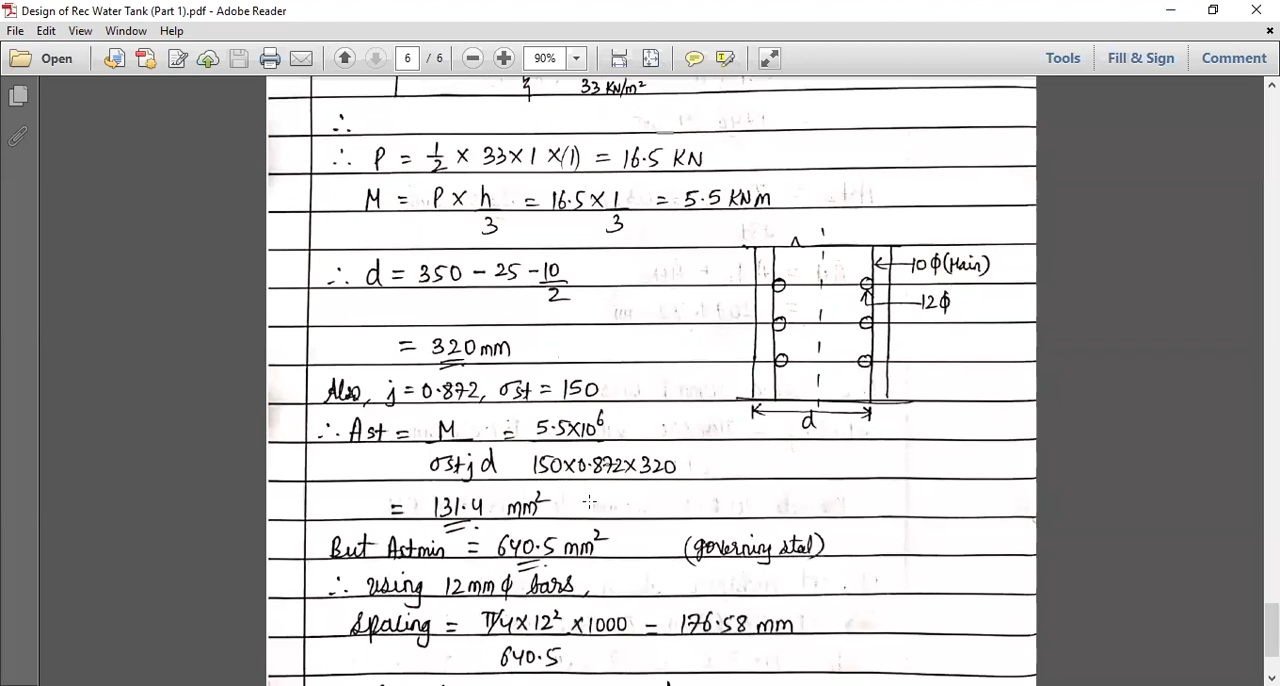 Design of Rec Water Tank (Part 1).pdf - Adobe Reader
File Edit View Window Help
Open 6 / 6 90% Tools Fill & Sign Comment
33 KN/m²
∴
∴ P = 1/2 × 33 × 1 × (1) = 16.5 KN
M = P × h/3 = 16.5 × 1/3 = 5.5 KNm
∴ d = 350 - 25 - 10/2
= 320 mm
10ϕ (Main)
12ϕ
d
Also, j = 0.872, σst = 150
∴ Ast = M/σst j d = 5.5×10⁶/150×0.872×320
= 131.4 mm²
But Astmin = 640.5 mm² (governing steel)
∴ using 12mm ϕ bars,
Spacing = π/4 × 12² × 1000/640.5 = 176.58 mm